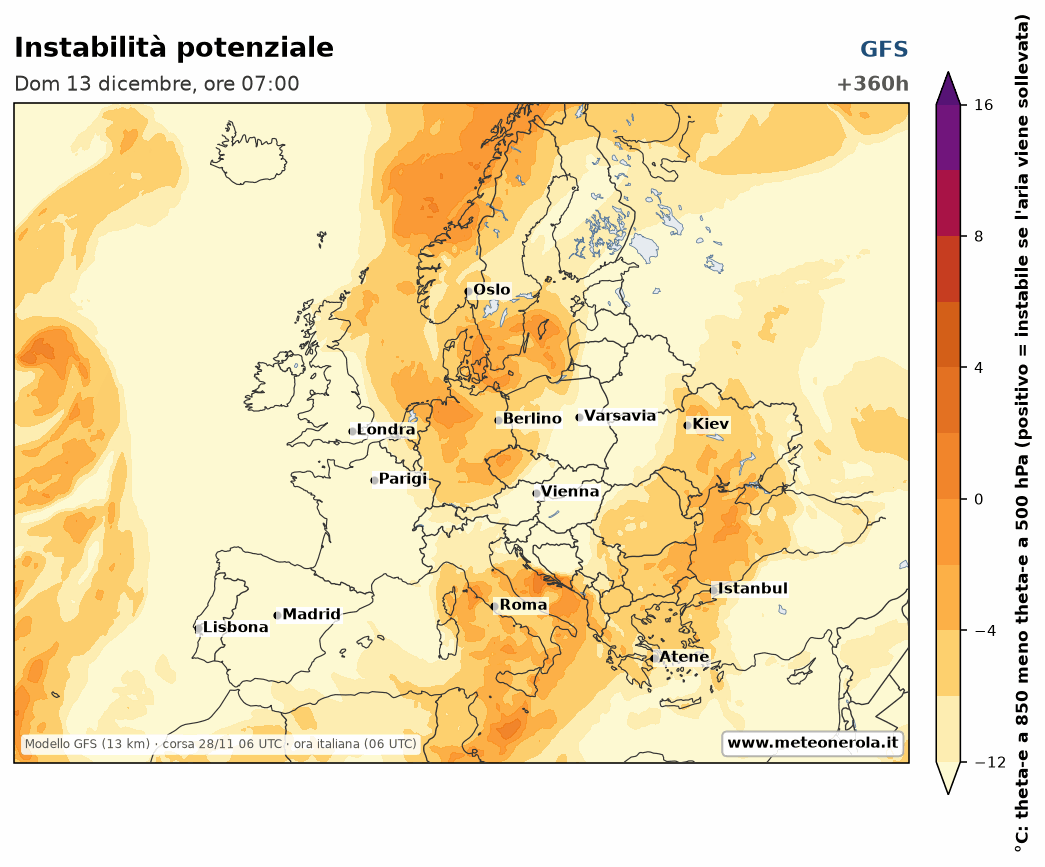 Instabilità potenziale
GFS
Dom 13 dicembre, ore 07:00
+360h
16
8
4
0
−4
−12
°C: theta-e a 850 meno theta-e a 500 hPa (positivo = instabile se l'aria viene sollevata)
Oslo
Berlino
Varsavia
Kiev
Londra
Parigi
Vienna
Istanbul
Roma
Madrid
Lisbona
Atene
Modello GFS (13 km) · corsa 28/11 06 UTC · ora italiana (06 UTC)
www.meteonerola.it